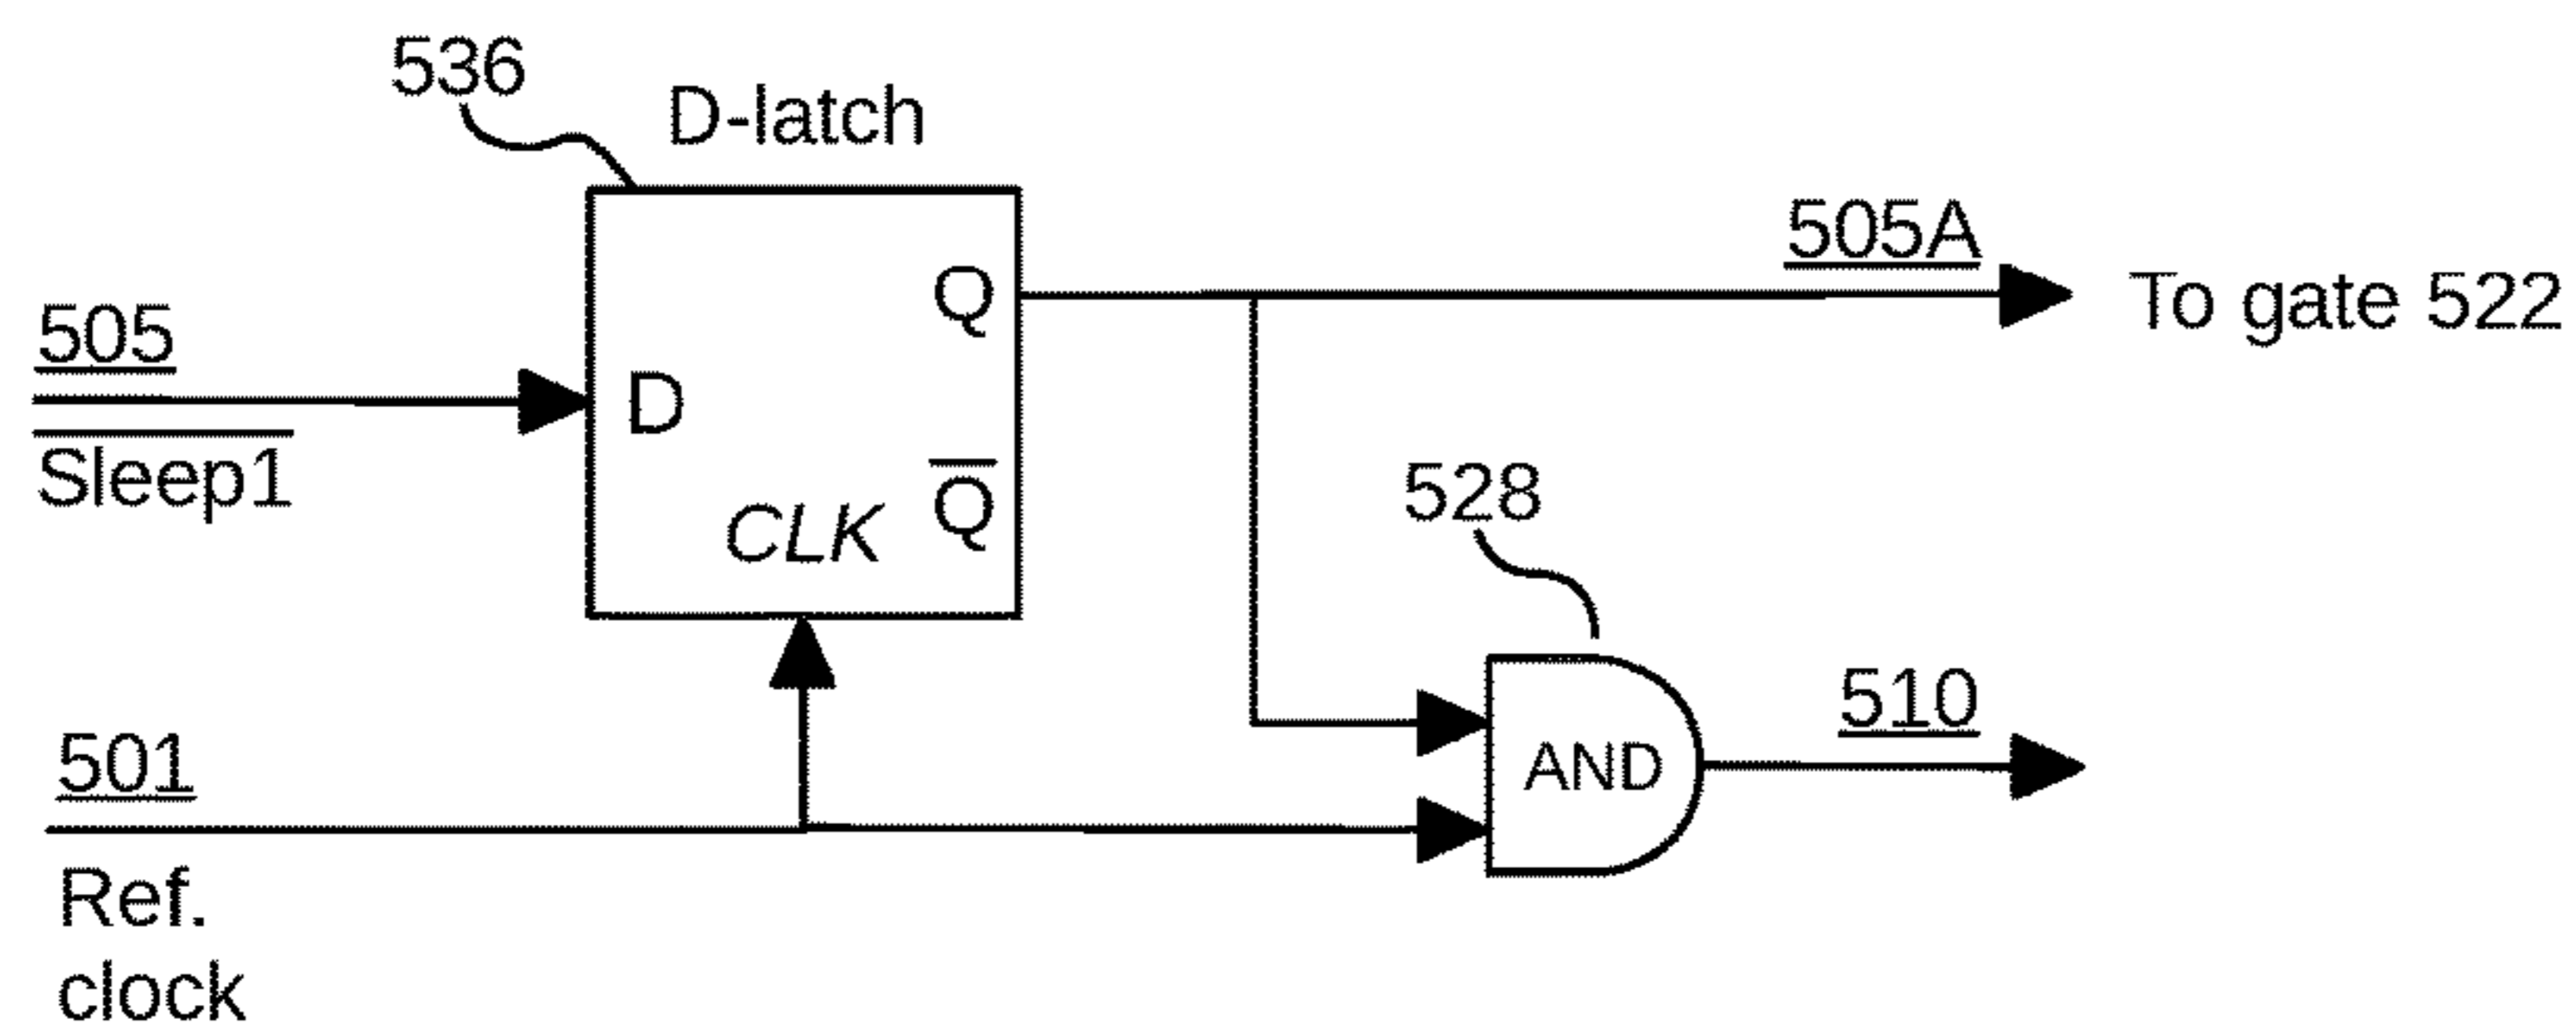 536
D-latch
505A
To gate 522
Q
505
D
Sleep1
Q
CLK
528
510
501
AND
Ref.
clock